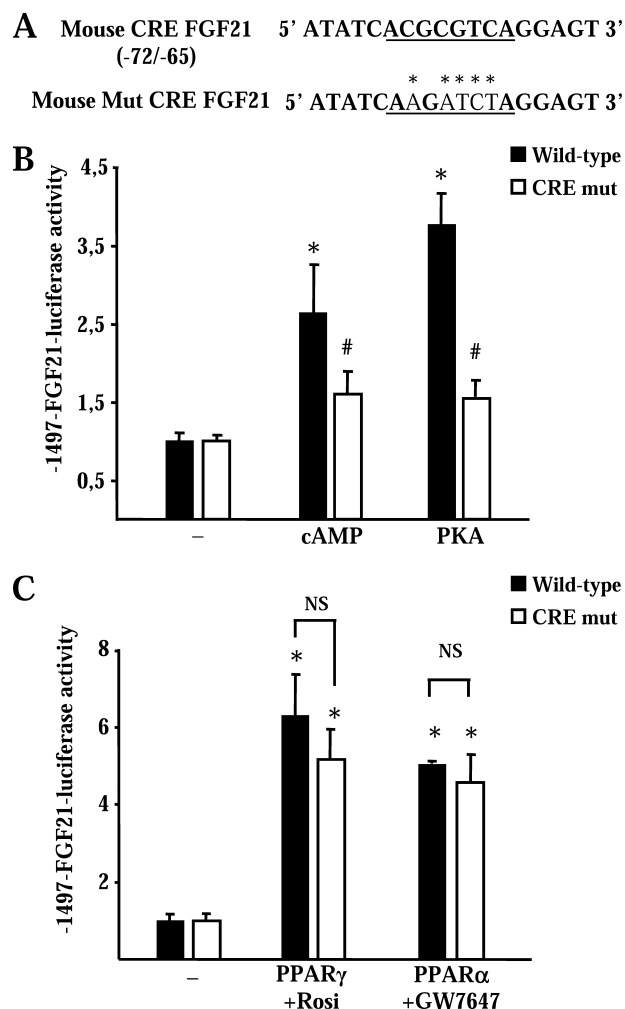 A
Mouse CRE FGF21 5' ATATCACGCGTCAGGAGT 3'
(-72/-65)
* ****
Mouse Mut CRE FGF21 5' ATATCAAGATCTAGGAGT 3'
B
Wild-type
CRE mut
-1497-FGF21-luciferase activity
4,5
3,5
2,5
1,5
0,5
*
#
*
#
– cAMP PKA
C
Wild-type
CRE mut
-1497-FGF21-luciferase activity
8
6
4
2
NS
* *
NS
* *
– PPARγ PPARα
+Rosi +GW7647